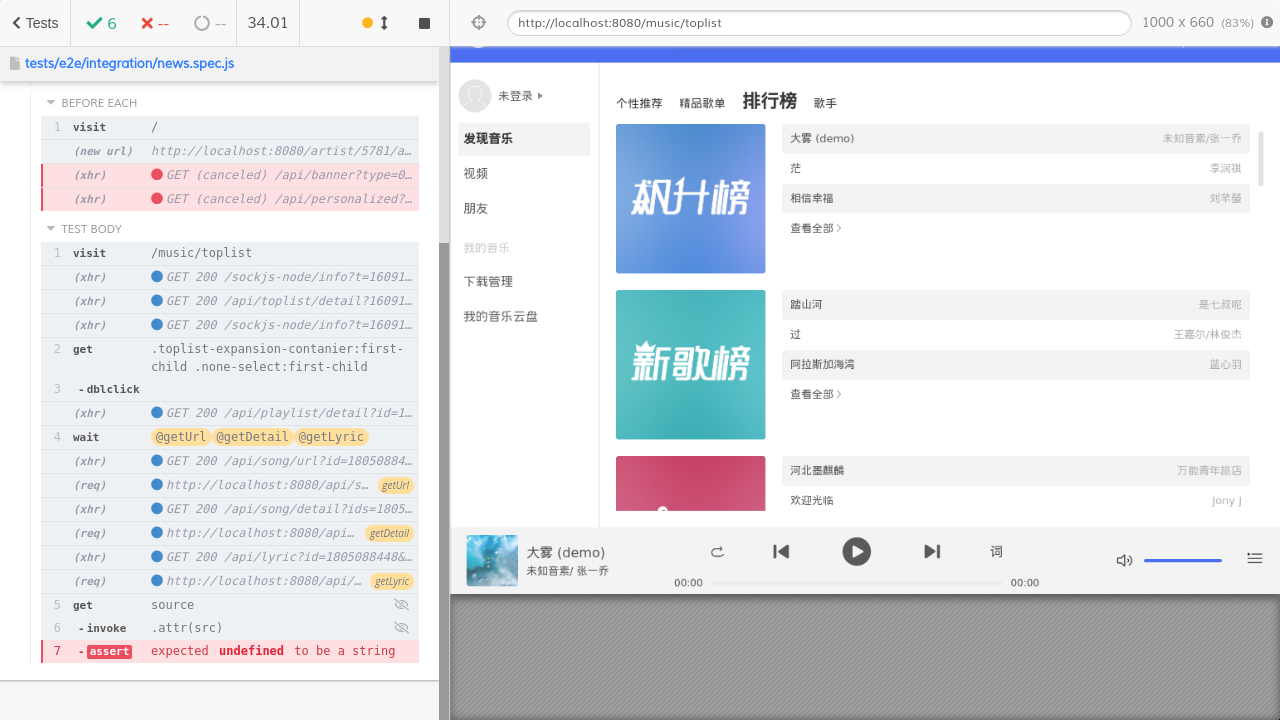 Tests
6
--
--
34.01
http://localhost:8080/music/toplist
1000 x 660 (83%)
tests/e2e/integration/news.spec.js
BEFORE EACH
1 visit /
(new url) http://localhost:8080/artist/5781/a...
(xhr) GET (canceled) /api/banner?type=0...
(xhr) GET (canceled) /api/personalized?...
TEST BODY
1 visit /music/toplist
(xhr) GET 200 /sockjs-node/info?t=16091...
(xhr) GET 200 /api/toplist/detail?16091...
(xhr) GET 200 /sockjs-node/info?t=16091...
2 get .toplist-expansion-contanier:first-
child .none-select:first-child
3 -dblclick
(xhr) GET 200 /api/playlist/detail?id=1...
4 wait @getUrl @getDetail @getLyric
(xhr) GET 200 /api/song/url?id=18050884...
(req) http://localhost:8080/api/s... getUrl
(xhr) GET 200 /api/song/detail?ids=1805...
(req) http://localhost:8080/api... getDetail
(xhr) GET 200 /api/lyric?id=1805088448&...
(req) http://localhost:8080/api/... getLyric
5 get source
6 -invoke .attr(src)
7 -assert expected undefined to be a string
未登录
发现音乐
视频
朋友
我的音乐
下载管理
我的音乐云盘
个性推荐 精品歌单 排行榜 歌手
飙升榜
大雾 (demo) 未知音素/张一乔
茫 李润祺
相信幸福 刘芊萤
查看全部
新歌榜
踏山河 是七叔呢
过 王嘉尔/林俊杰
阿拉斯加海湾 蓝心羽
查看全部
河北墨麒麟 万能青年旅店
欢迎光临 Jony J
大雾 (demo)
未知音素/ 张一乔
词
00:00 00:00